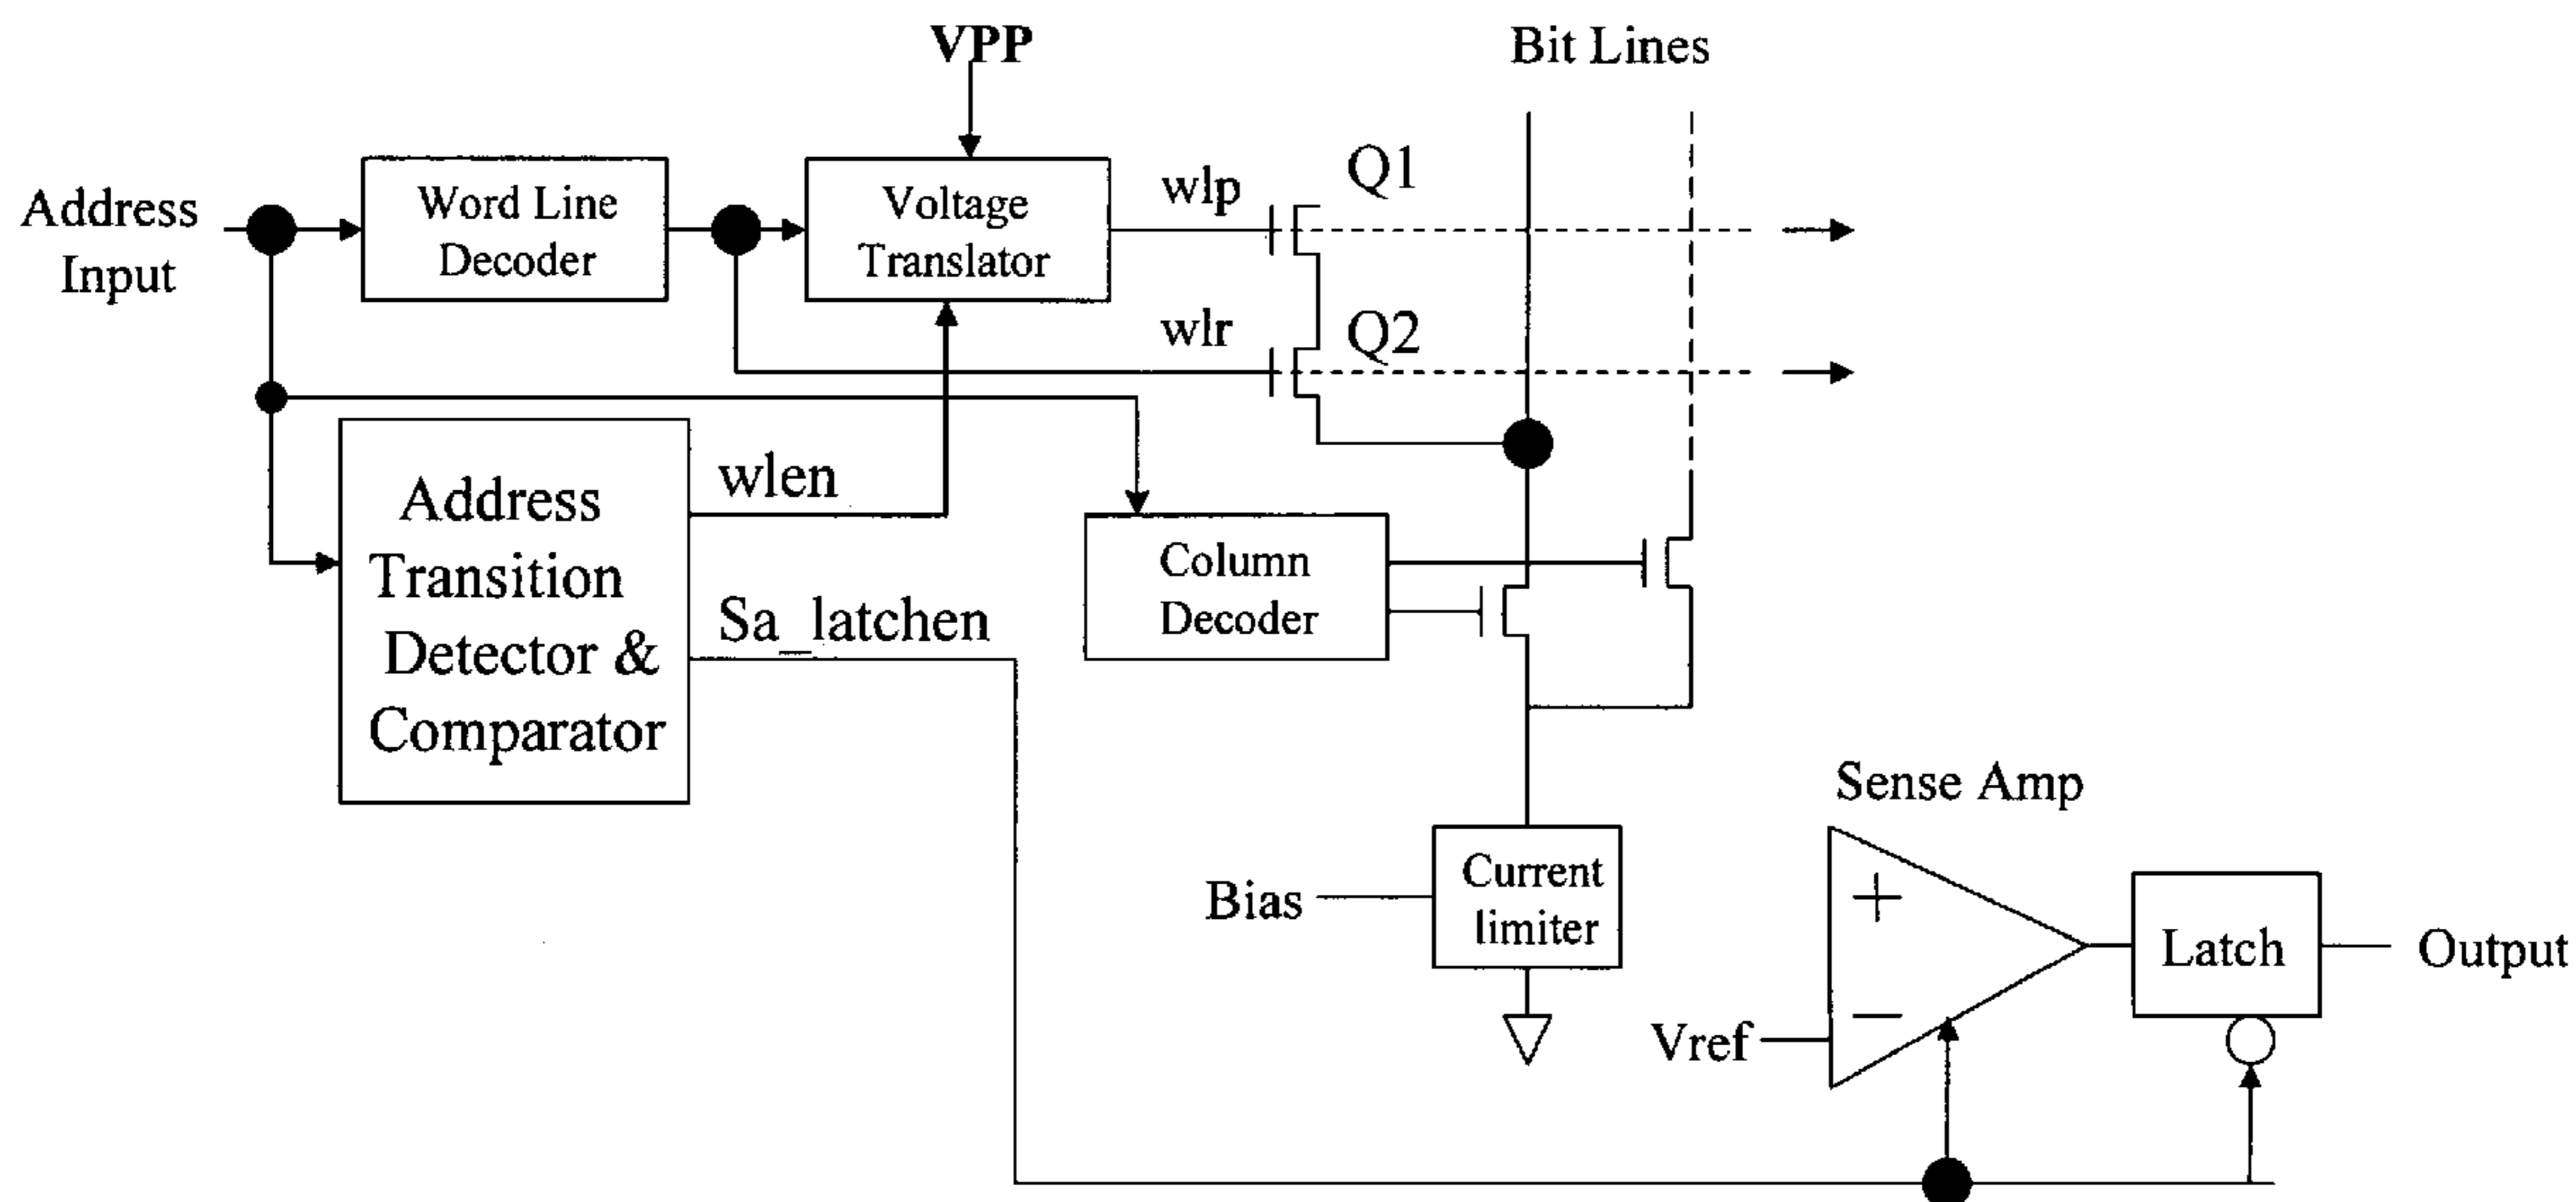 VPP
Bit Lines
Address
Input
Word Line
Decoder
Voltage
Translator
wlp
Q1
wlr
Q2
Address
Transition
Detector &
Comparator
wlen
Sa_latchen
Column
Decoder
Bias
Current
limiter
Sense Amp
+
−
Vref
Latch
Output